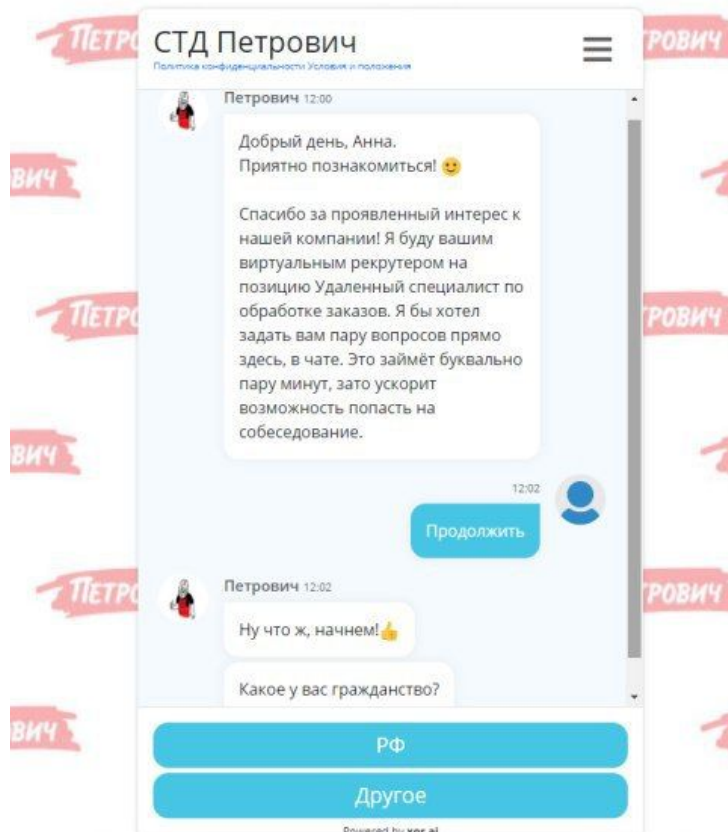 СТД Петрович
Политика конфиденциальности Условия и положения
Петрович 12:00
Добрый день, Анна.
Приятно познакомиться! 🙂
Спасибо за проявленный интерес к
нашей компании! Я буду вашим
виртуальным рекрутером на
позицию Удаленный специалист по
обработке заказов. Я бы хотел
задать вам пару вопросов прямо
здесь, в чате. Это займёт буквально
пару минут, зато ускорит
возможность попасть на
собеседование.
12:02
Продолжить
Петрович 12:02
Ну что ж, начнем!👍
Какое у вас гражданство?
РФ
Другое
Powered by xor.ai